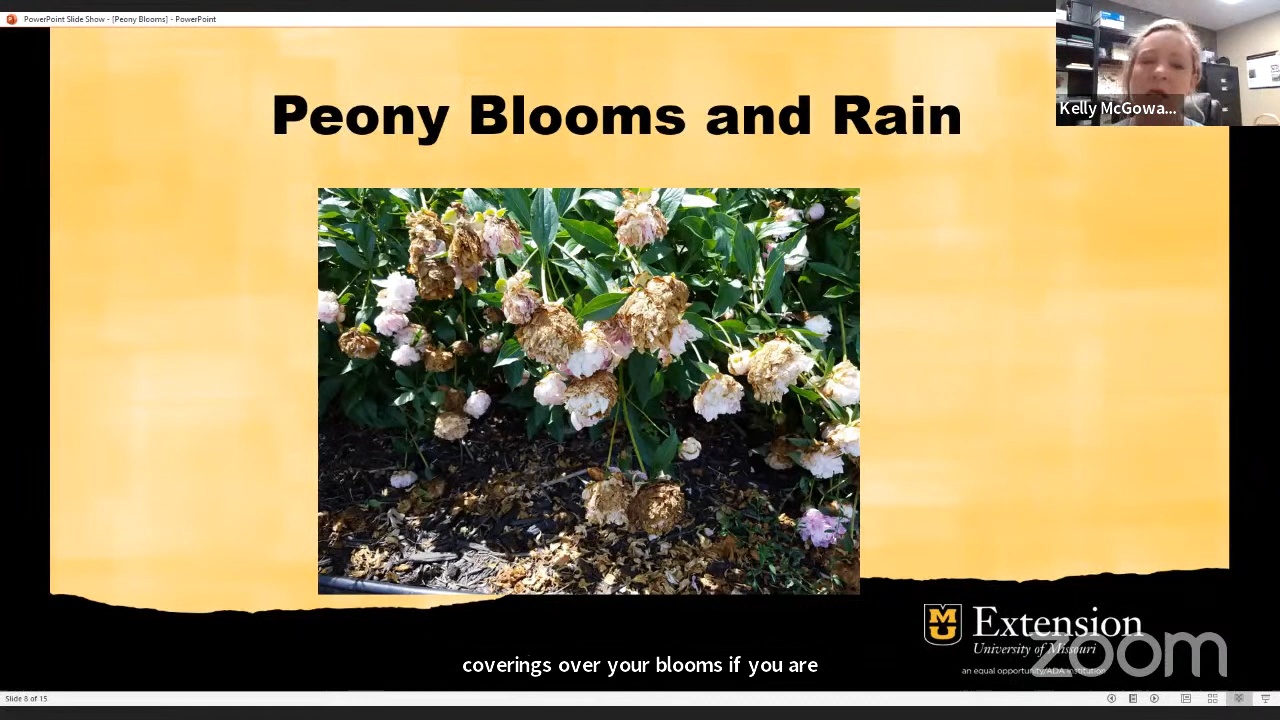 PowerPoint Slide Show - [Peony Blooms] - PowerPoint
Kelly McGowa...
Peony Blooms and Rain
MU Extension
University of Missouri
an equal opportunity/ADA institution
zoom
coverings over your blooms if you are
Slide 8 of 15